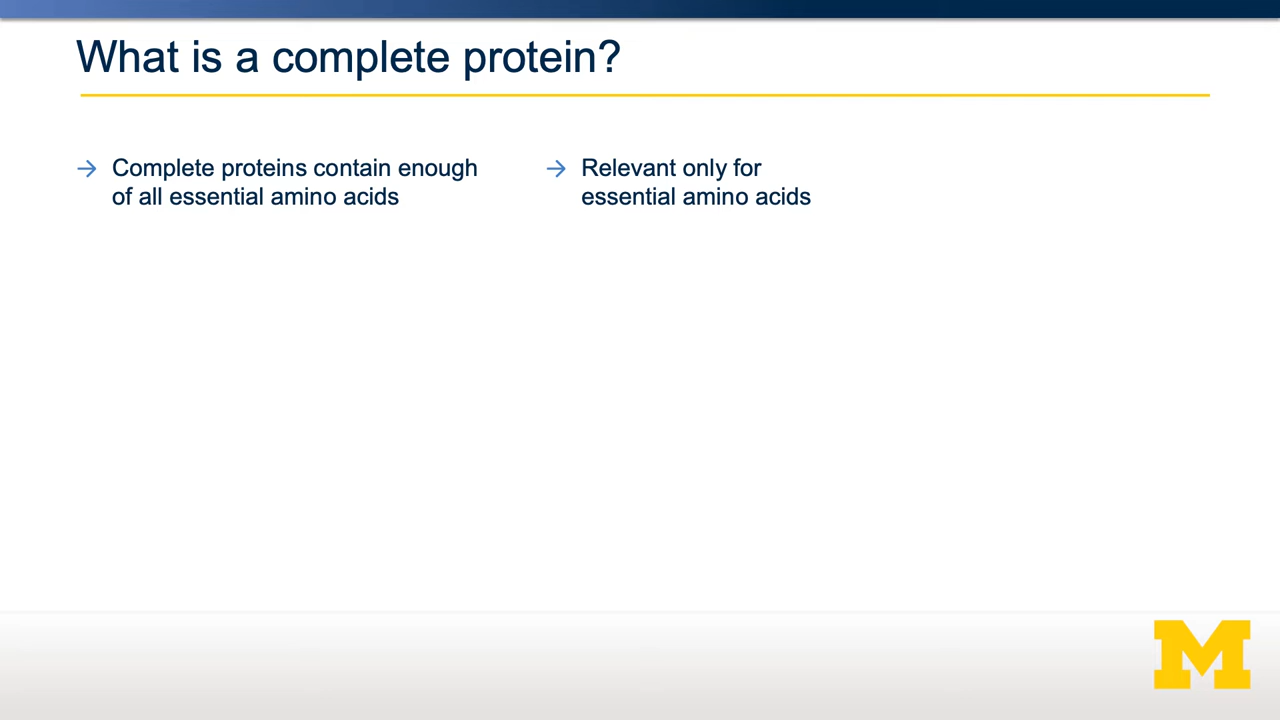 What is a complete protein?
→ Complete proteins contain enough
of all essential amino acids
→ Relevant only for
essential amino acids
M